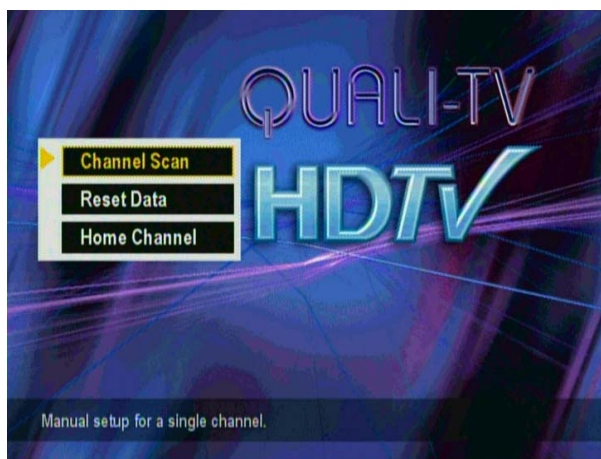 QUALI-TV
HDTV
Channel Scan
Reset Data
Home Channel
Manual setup for a single channel.